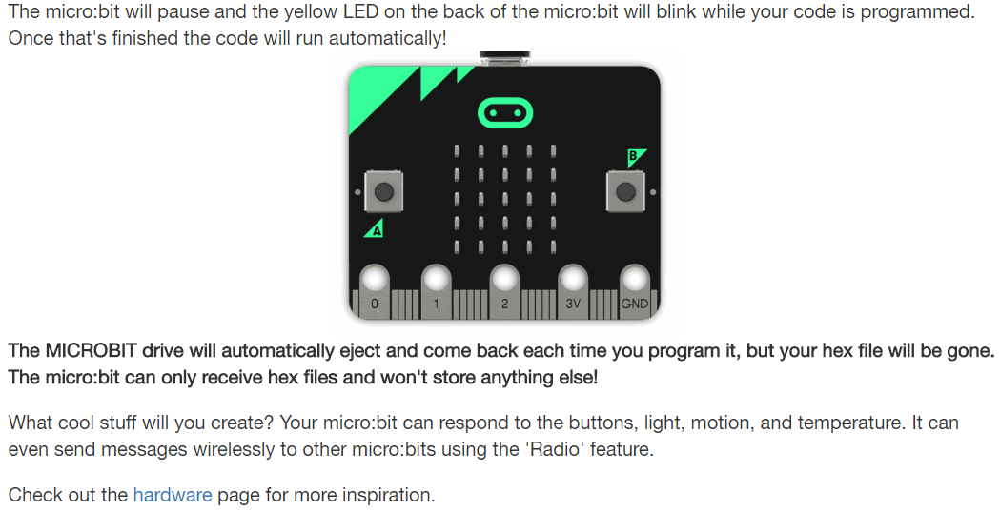 The micro:bit will pause and the yellow LED on the back of the micro:bit will blink while your code is programmed.
Once that's finished the code will run automatically!
B
A
0 1 2 3V GND
The MICROBIT drive will automatically eject and come back each time you program it, but your hex file will be gone.
The micro:bit can only receive hex files and won't store anything else!
What cool stuff will you create? Your micro:bit can respond to the buttons, light, motion, and temperature. It can
even send messages wirelessly to other micro:bits using the 'Radio' feature.
Check out the hardware page for more inspiration.